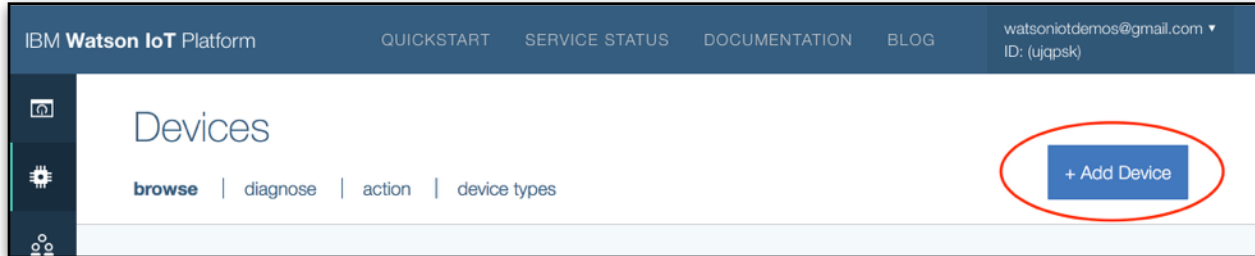 IBM Watson IoT Platform QUICKSTART SERVICE STATUS DOCUMENTATION BLOG
watsoniotdemos@gmail.com ▾
ID: (ujqpsk)
Devices
+ Add Device
browse | diagnose | action | device types